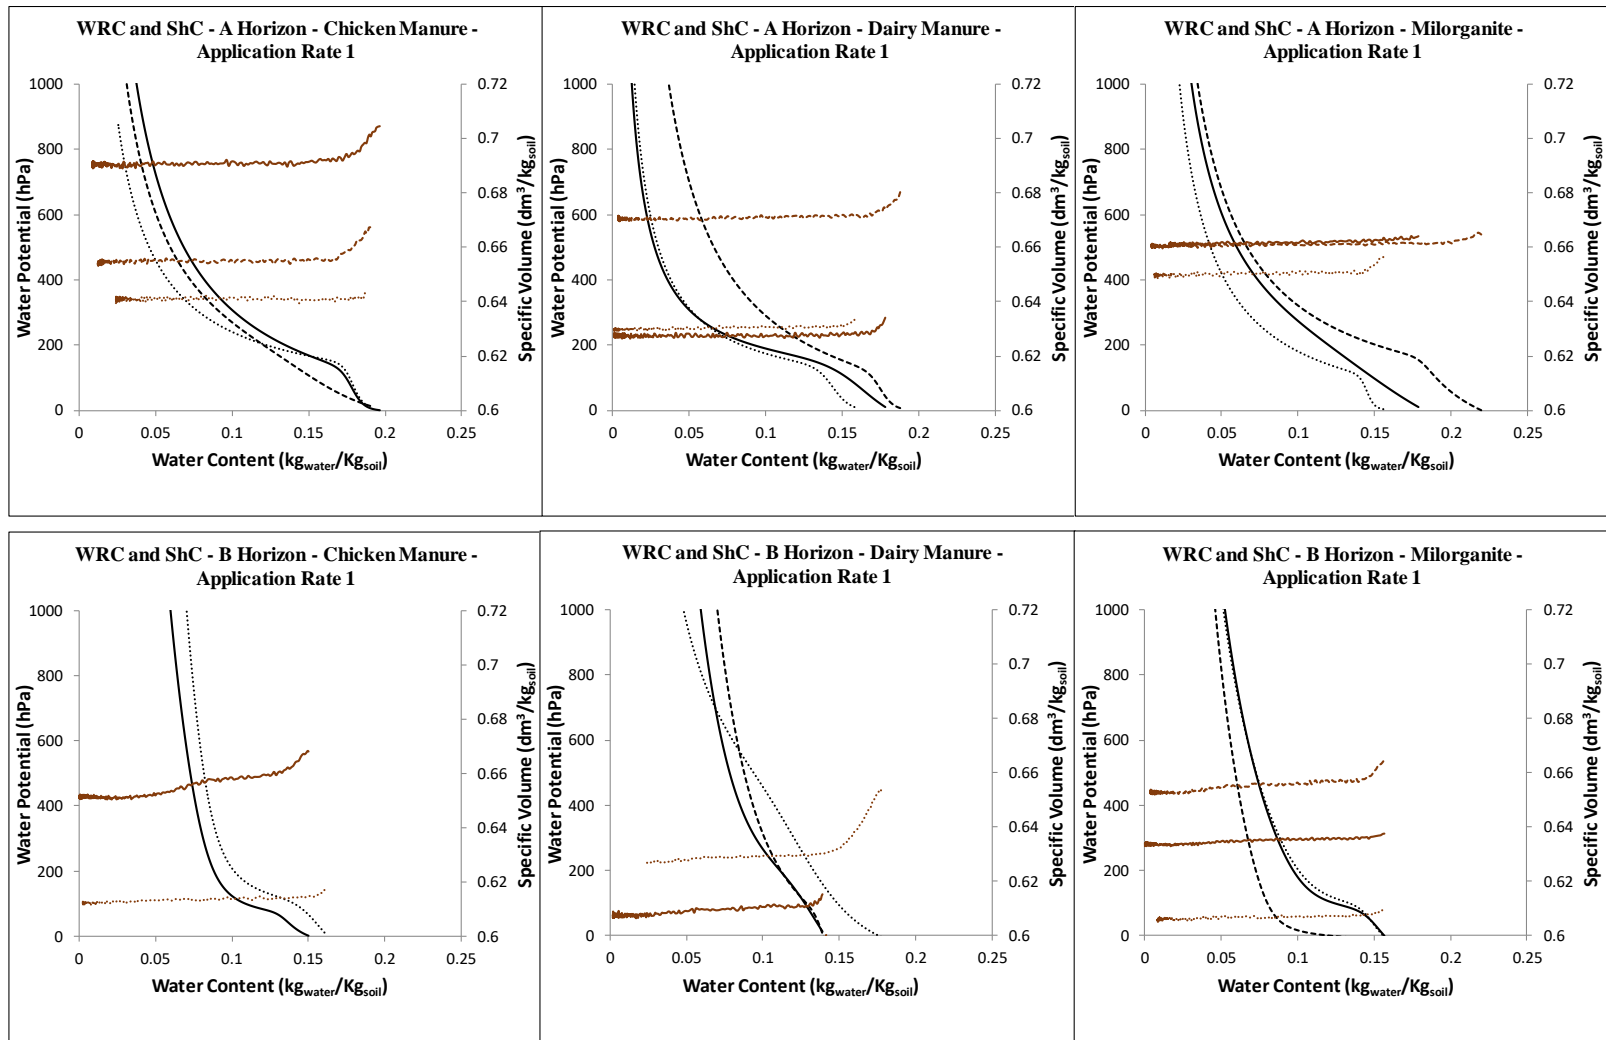 WRC and ShC - A Horizon - Chicken Manure -
Application Rate 1
Water Potential (hPa)
1000
800
600
400
200
0
0.72
0.7
0.68
0.66
0.64
0.62
0.6
Specific Volume (dm³/kgsoil)
0 0.05 0.1 0.15 0.2 0.25
Water Content (kgwater/Kgsoil)
WRC and ShC - A Horizon - Dairy Manure -
Application Rate 1
Water Potential (hPa)
1000
800
600
400
200
0
0.72
0.7
0.68
0.66
0.64
0.62
0.6
Specific Volume (dm³/kgsoil)
0 0.05 0.1 0.15 0.2 0.25
Water Content (kgwater/Kgsoil)
WRC and ShC - A Horizon - Milorganite -
Application Rate 1
Water Potential (hPa)
1000
800
600
400
200
0
0.72
0.7
0.68
0.66
0.64
0.62
0.6
Specific Volume (dm³/kgsoil)
0 0.05 0.1 0.15 0.2 0.25
Water Content (kgwater/Kgsoil)
WRC and ShC - B Horizon - Chicken Manure -
Application Rate 1
Water Potential (hPa)
1000
800
600
400
200
0
0.72
0.7
0.68
0.66
0.64
0.62
0.6
Specific Volume (dm³/kgsoil)
0 0.05 0.1 0.15 0.2 0.25
Water Content (kgwater/Kgsoil)
WRC and ShC - B Horizon - Dairy Manure -
Application Rate 1
Water Potential (hPa)
1000
800
600
400
200
0
0.72
0.7
0.68
0.66
0.64
0.62
0.6
Specific Volume (dm³/kgsoil)
0 0.05 0.1 0.15 0.2 0.25
Water Content (kgwater/Kgsoil)
WRC and ShC - B Horizon - Milorganite -
Application Rate 1
Water Potential (hPa)
1000
800
600
400
200
0
0.72
0.7
0.68
0.66
0.64
0.62
0.6
Specific Volume (dm³/kgsoil)
0 0.05 0.1 0.15 0.2 0.25
Water Content (kgwater/Kgsoil)